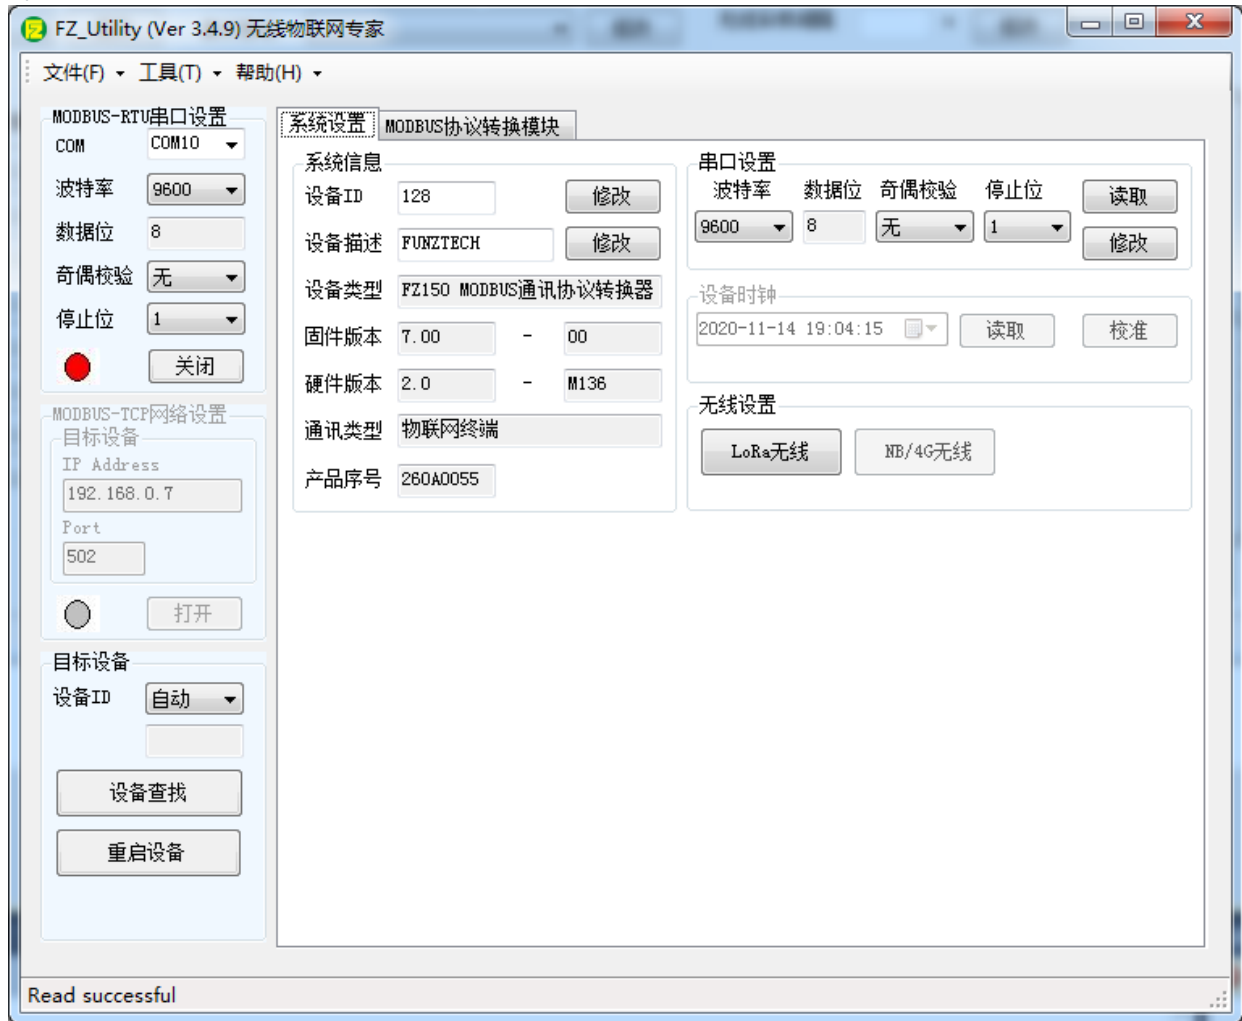 FZ_Utility (Ver 3.4.9) 无线物联网专家
文件(F) 工具(T) 帮助(H)
MODBUS-RTU串口设置
COM COM10
波特率 9600
数据位 8
奇偶校验 无
停止位 1
关闭
MODBUS-TCP网络设置
目标设备
IP Address
192.168.0.7
Port
502
打开
目标设备
设备ID 自动
设备查找
重启设备
系统设置 MODBUS协议转换模块
系统信息
设备ID 128 修改
设备描述 FUNZTECH 修改
设备类型 FZ150 MODBUS通讯协议转换器
固件版本 7.00 - 00
硬件版本 2.0 - M136
通讯类型 物联网终端
产品序号 260A0055
串口设置
波特率 数据位 奇偶校验 停止位 读取
9600 8 无 1 修改
设备时钟
2020-11-14 19:04:15 读取 校准
无线设置
LoRa无线 NB/4G无线
Read successful